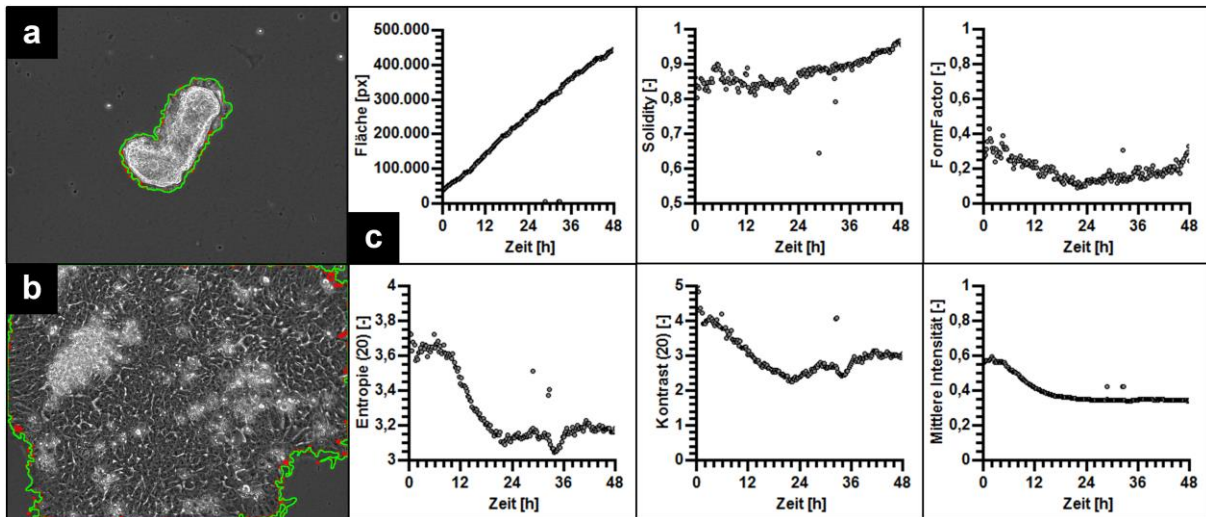 a
b
c
500.000
400.000
300.000
200.000
100.000
0
Fläche [px]
0 12 24 36 48
Zeit [h]
1
0,9
0,8
0,7
0,6
0,5
Solidity [-]
0 12 24 36 48
Zeit [h]
1
0,8
0,6
0,4
0,2
0
FormFactor [-]
0 12 24 36 48
Zeit [h]
4
3,8
3,6
3,4
3,2
3
Entropie (20) [-]
0 12 24 36 48
Zeit [h]
5
4
3
2
1
0
Kontrast (20) [-]
0 12 24 36 48
Zeit [h]
1
0,8
0,6
0,4
0,2
0
Mittlere Intensität [-]
0 12 24 36 48
Zeit [h]